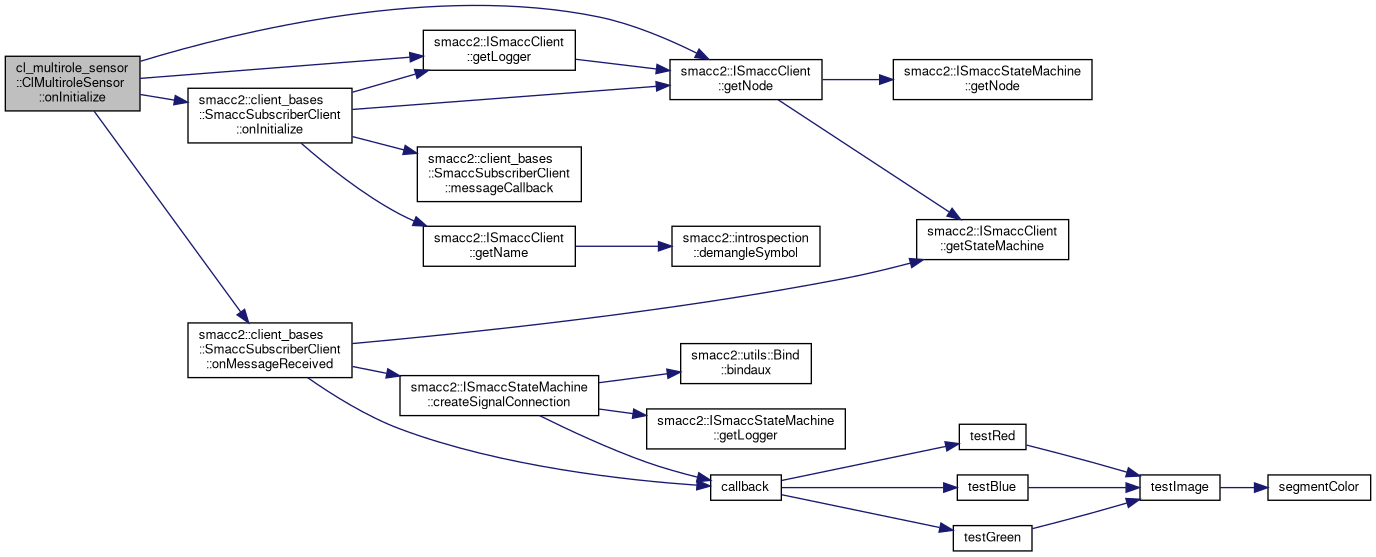 cl_multirole_sensor
::ClMultiroleSensor
::onInitialize
smacc2::ISmaccClient
::getLogger
smacc2::ISmaccClient
::getNode
smacc2::ISmaccStateMachine
::getNode
smacc2::client_bases
::SmaccSubscriberClient
::onInitialize
smacc2::client_bases
::SmaccSubscriberClient
::messageCallback
smacc2::ISmaccClient
::getName
smacc2::introspection
::demangleSymbol
smacc2::ISmaccClient
::getStateMachine
smacc2::client_bases
::SmaccSubscriberClient
::onMessageReceived
smacc2::ISmaccStateMachine
::createSignalConnection
smacc2::utils::Bind
::bindaux
smacc2::ISmaccStateMachine
::getLogger
callback
testRed
testBlue
testGreen
testImage
segmentColor